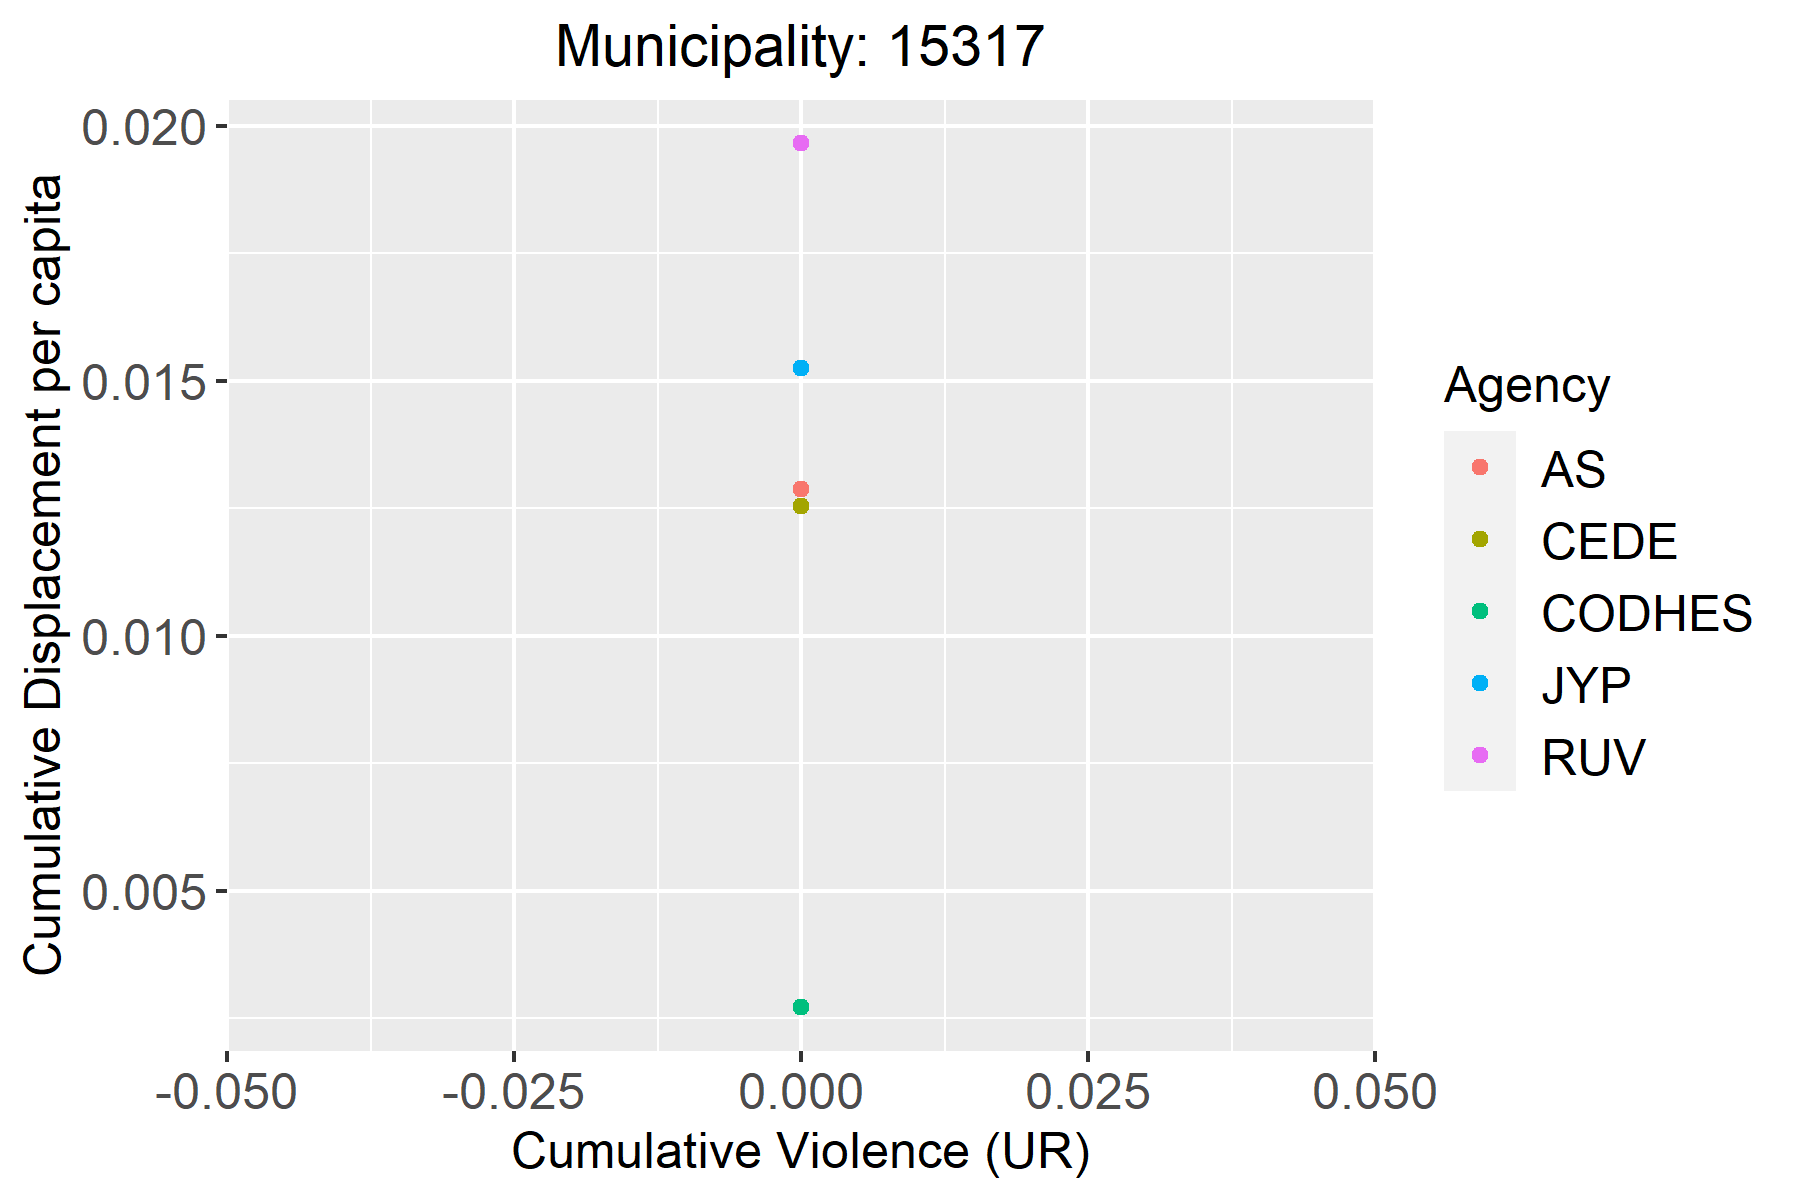 Municipality: 15317
Cumulative Displacement per capita
0.020
0.015
0.010
0.005
-0.050
-0.025
0.000
0.025
0.050
Cumulative Violence (UR)
Agency
AS
CEDE
CODHES
JYP
RUV